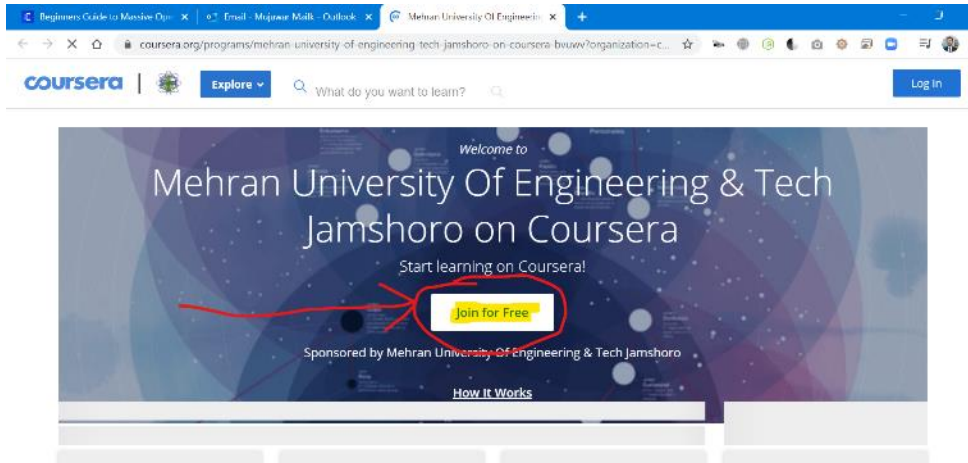 Beginners Guide to Massive Ope
Email - Mujawar Mailk - Outlook
Mehran University Of Engineerin
coursera.org/programs/mehran-university-of-engineering-tech-jamshoro-on-coursera-bvuwv?organization=c...
coursera
Explore
What do you want to learn?
Log In
Welcome to
Mehran University Of Engineering & Tech
Jamshoro on Coursera
Start learning on Coursera!
Join for Free
Sponsored by Mehran University Of Engineering & Tech Jamshoro
How It Works